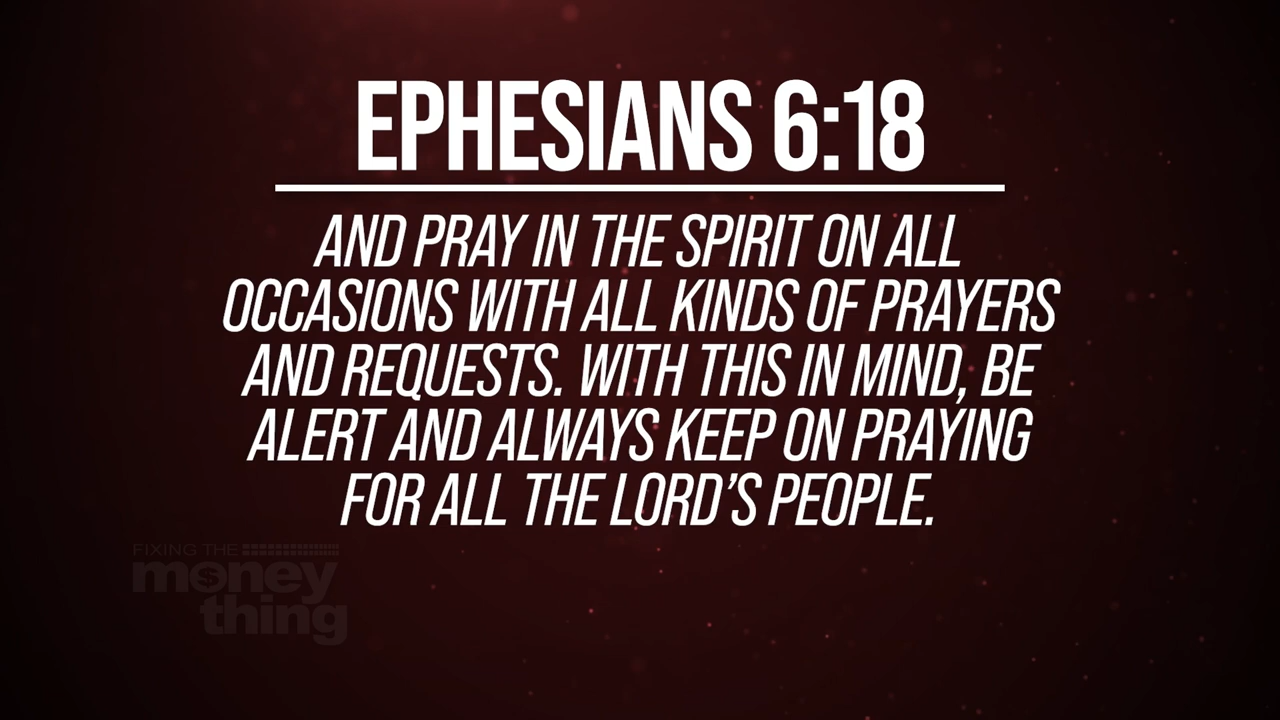 EPHESIANS 6:18
AND PRAY IN THE SPIRIT ON ALL
OCCASIONS WITH ALL KINDS OF PRAYERS
AND REQUESTS. WITH THIS IN MIND, BE
ALERT AND ALWAYS KEEP ON PRAYING
FOR ALL THE LORD'S PEOPLE.
FIXING THE
money
thing